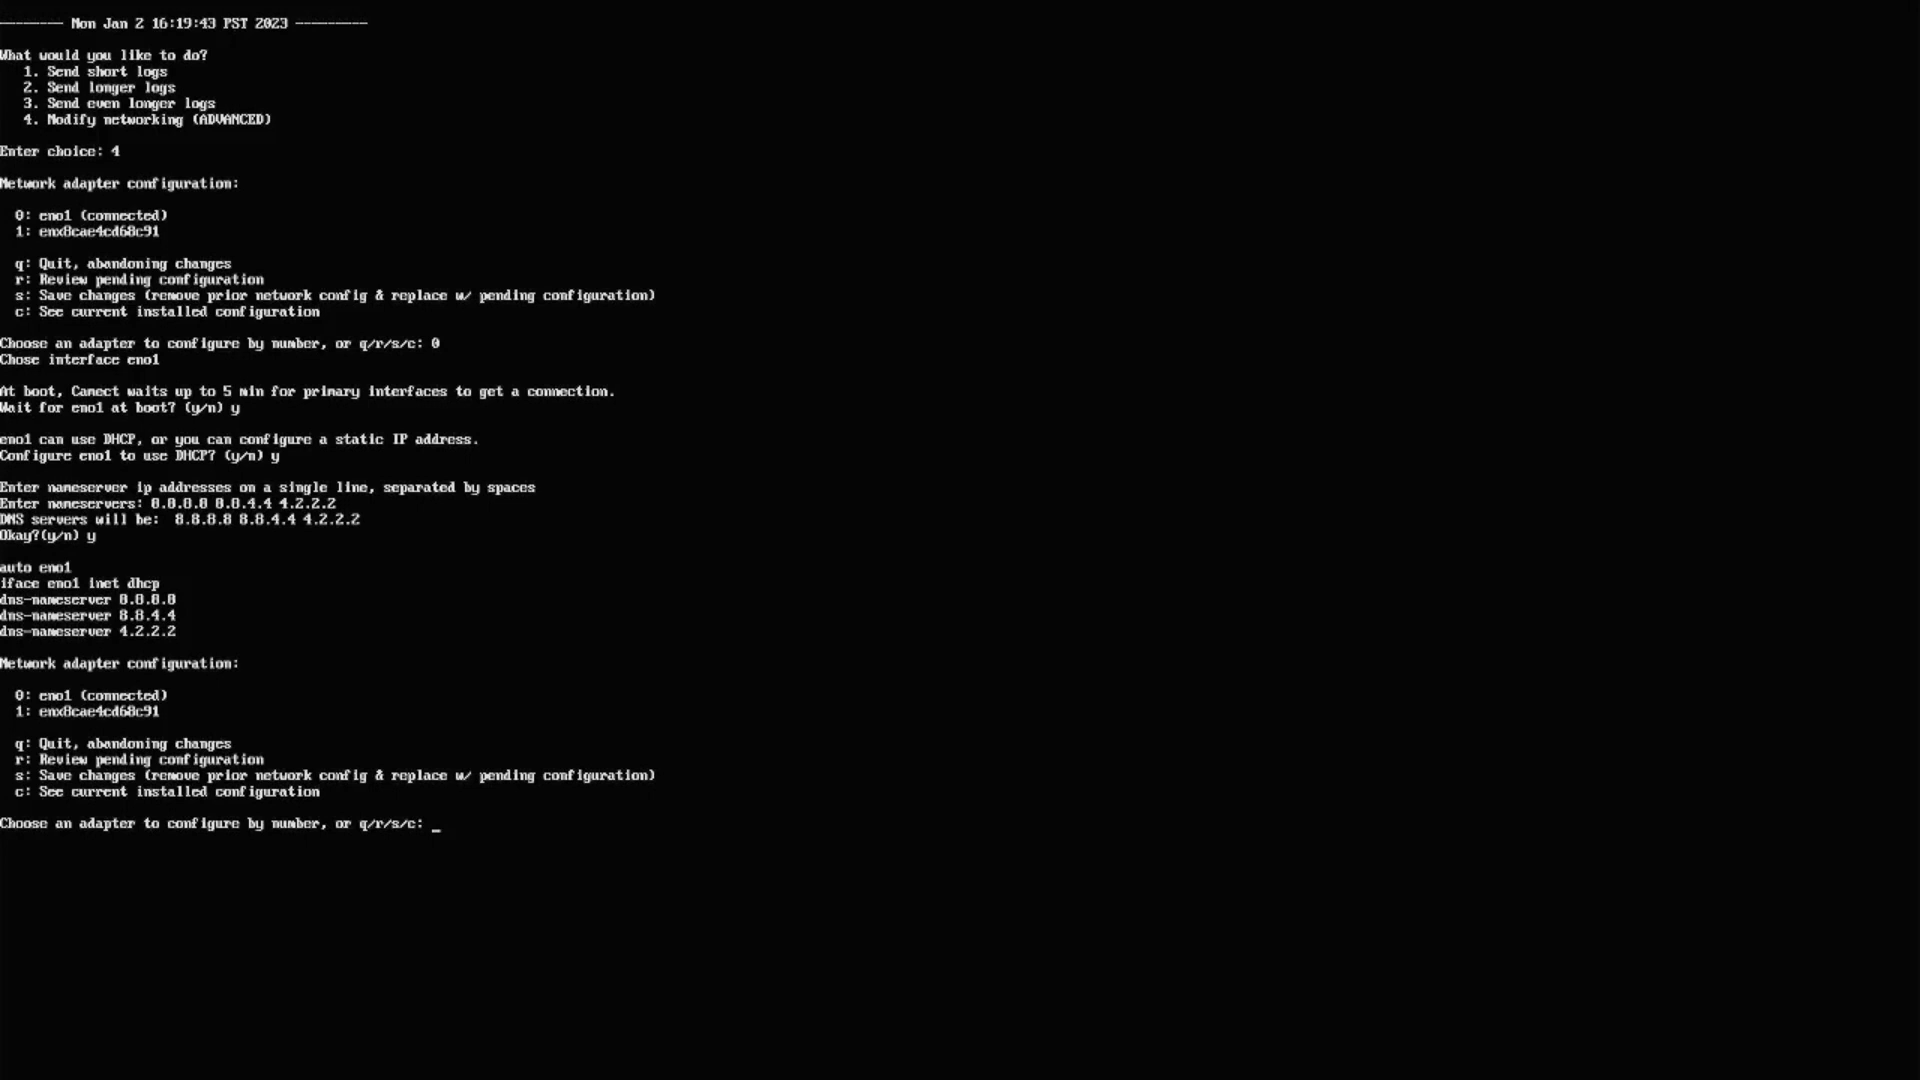 -------- Mon Jan 2 16:19:43 PST 2023 ---------
What would you like to do?
1. Send short logs
2. Send longer logs
3. Send even longer logs
4. Modify networking (ADVANCED)
Enter choice: 4
Network adapter configuration:
0: eno1 (connected)
1: enx8cae4cd68c91
q: Quit, abandoning changes
r: Review pending configuration
s: Save changes (remove prior network config & replace w/ pending configuration)
c: See current installed configuration
Choose an adapter to configure by number, or q/r/s/c: 0
Chose interface eno1
At boot, Camect waits up to 5 min for primary interfaces to get a connection.
Wait for eno1 at boot? (y/n) y
eno1 can use DHCP, or you can configure a static IP address.
Configure eno1 to use DHCP? (y/n) y
Enter nameserver ip addresses on a single line, separated by spaces
Enter nameservers: 8.8.8.8 8.8.4.4 4.2.2.2
DNS servers will be:  8.8.8.8 8.8.4.4 4.2.2.2
Okay?(y/n) y
auto eno1
iface eno1 inet dhcp
dns-nameserver 8.8.8.8
dns-nameserver 8.8.4.4
dns-nameserver 4.2.2.2
Network adapter configuration:
0: eno1 (connected)
1: enx8cae4cd68c91
q: Quit, abandoning changes
r: Review pending configuration
s: Save changes (remove prior network config & replace w/ pending configuration)
c: See current installed configuration
Choose an adapter to configure by number, or q/r/s/c: _